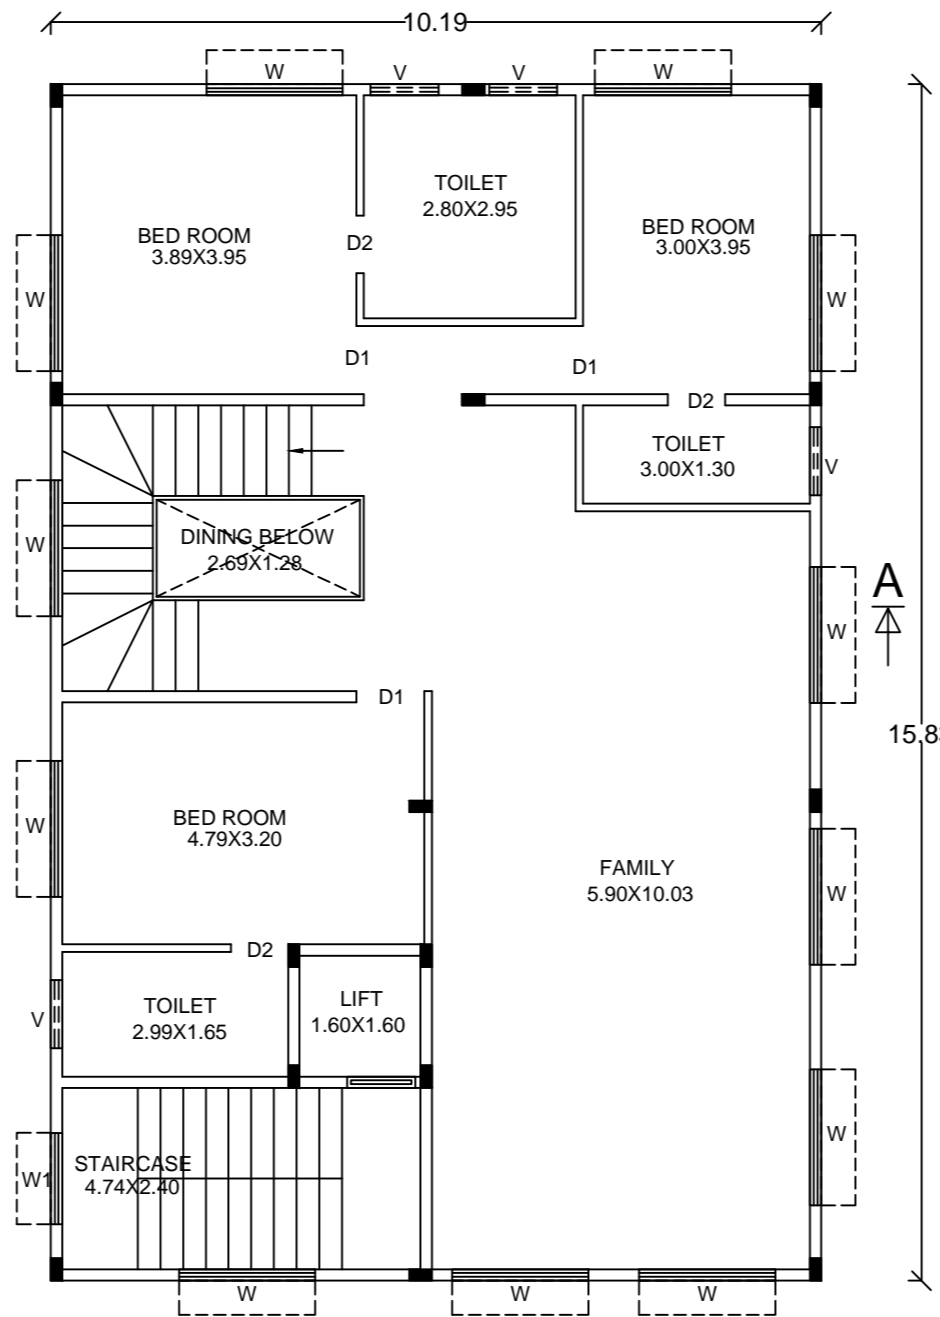 10.19
W
V
V
W
TOILET
2.80X2.95
BED ROOM
3.89X3.95
BED ROOM
3.00X3.95
D2
W
W
D1
D1
D2
TOILET
3.00X1.30
V
W
DINING BELOW
2.69X1.28
A
W
D1
15.8
BED ROOM
4.79X3.20
W
FAMILY
5.90X10.03
W
D2
TOILET
2.99X1.65
LIFT
1.60X1.60
V
W
STAIRCASE
4.74X2.40
W1
W
W
W